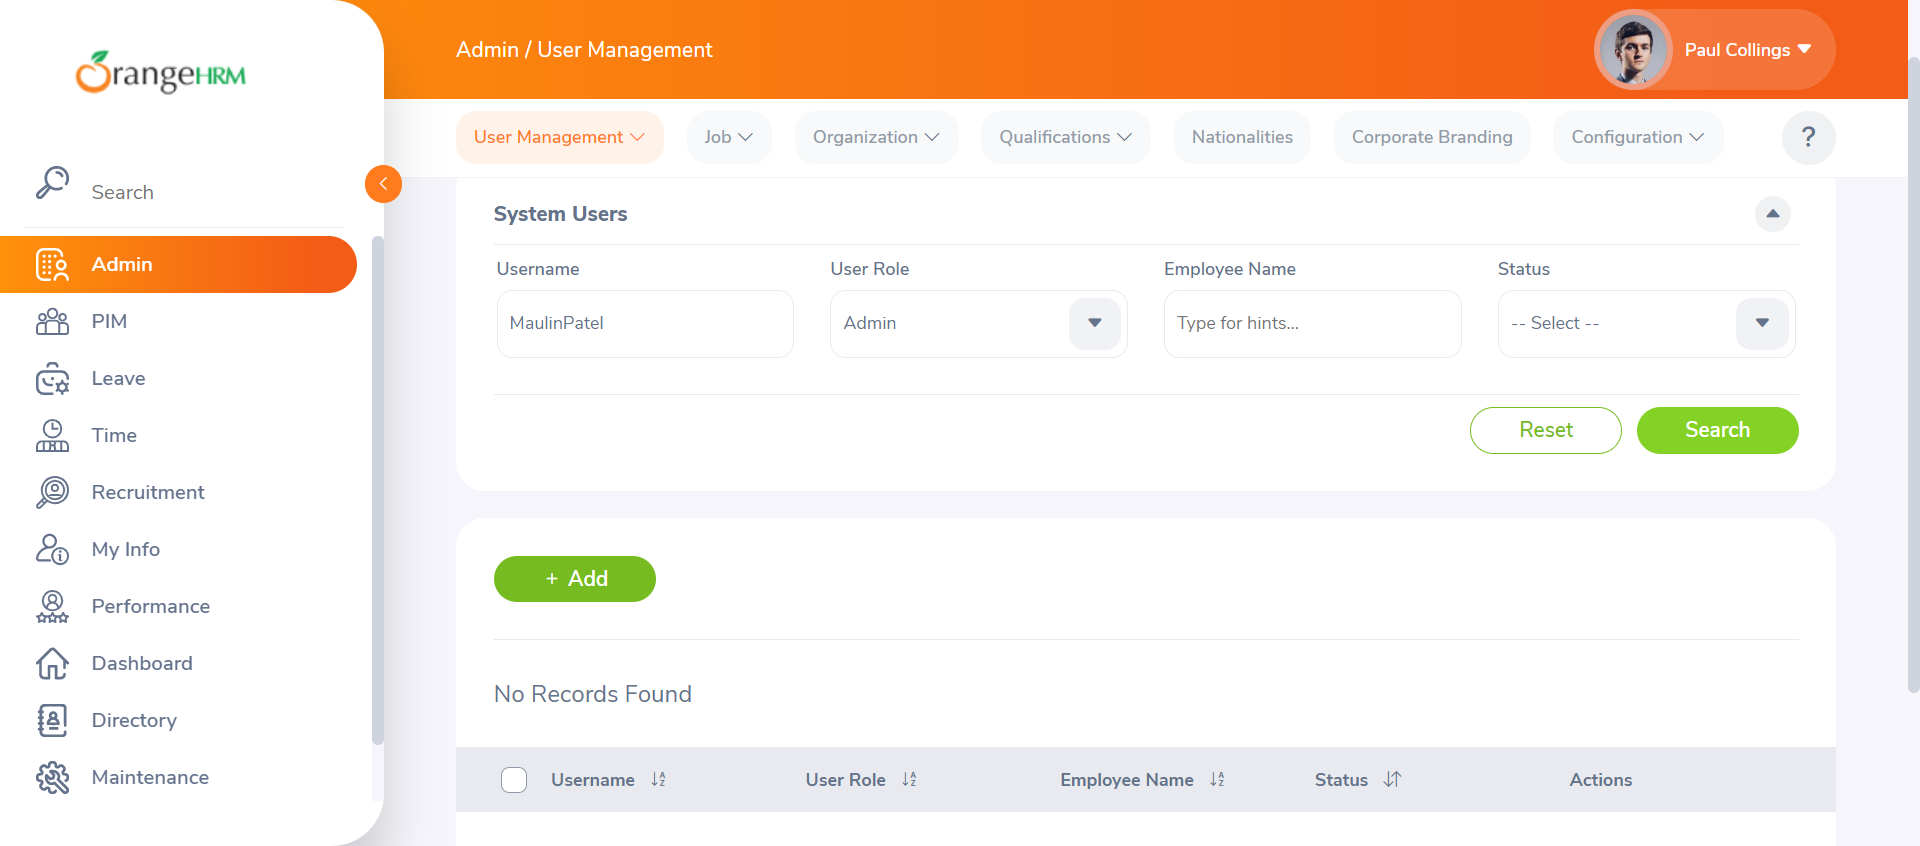 OrangeHRM
Search
Admin
PIM
Leave
Time
Recruitment
My Info
Performance
Dashboard
Directory
Maintenance
Admin / User Management
Paul Collings
User Management
Job
Organization
Qualifications
Nationalities
Corporate Branding
Configuration
?
System Users
Username
User Role
Employee Name
Status
MaulinPatel
Admin
Type for hints...
-- Select --
Reset
Search
+ Add
No Records Found
Username
User Role
Employee Name
Status
Actions